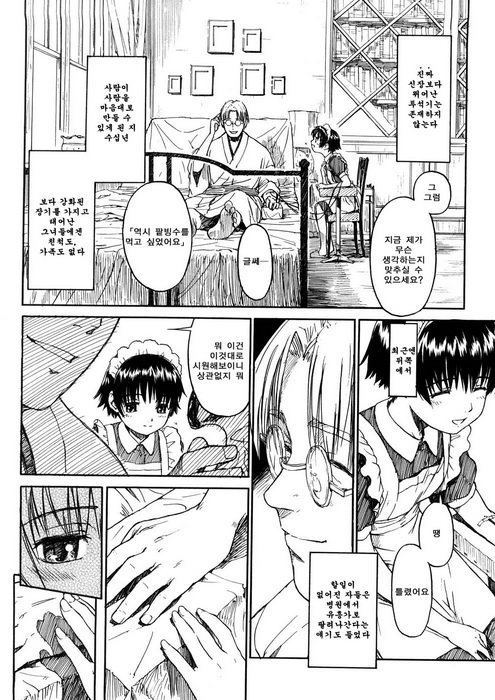 진짜
신장보다
뛰어난
투석기는
존재하지
않는다
사람이
사람을
마음대로
만들 수
있게 된 지
수십년
보다 강화된
장기를 가지고
태어난
그녀들에겐
친척도,
가족도 없다
그
그럼
지금 제가
무슨
생각하는지
맞추실 수
있으세요?
「역시 팥빙수를
먹고 싶었어요」
글쎄…
최근엔
뒤쪽
에서
뭐 이건
이것대로
시원해보이니
상관없지 뭐
땡
틀렸어요
할일이
없어진 자들은
병원에서
유흥가로
팔려나간다는
얘기도 들었다